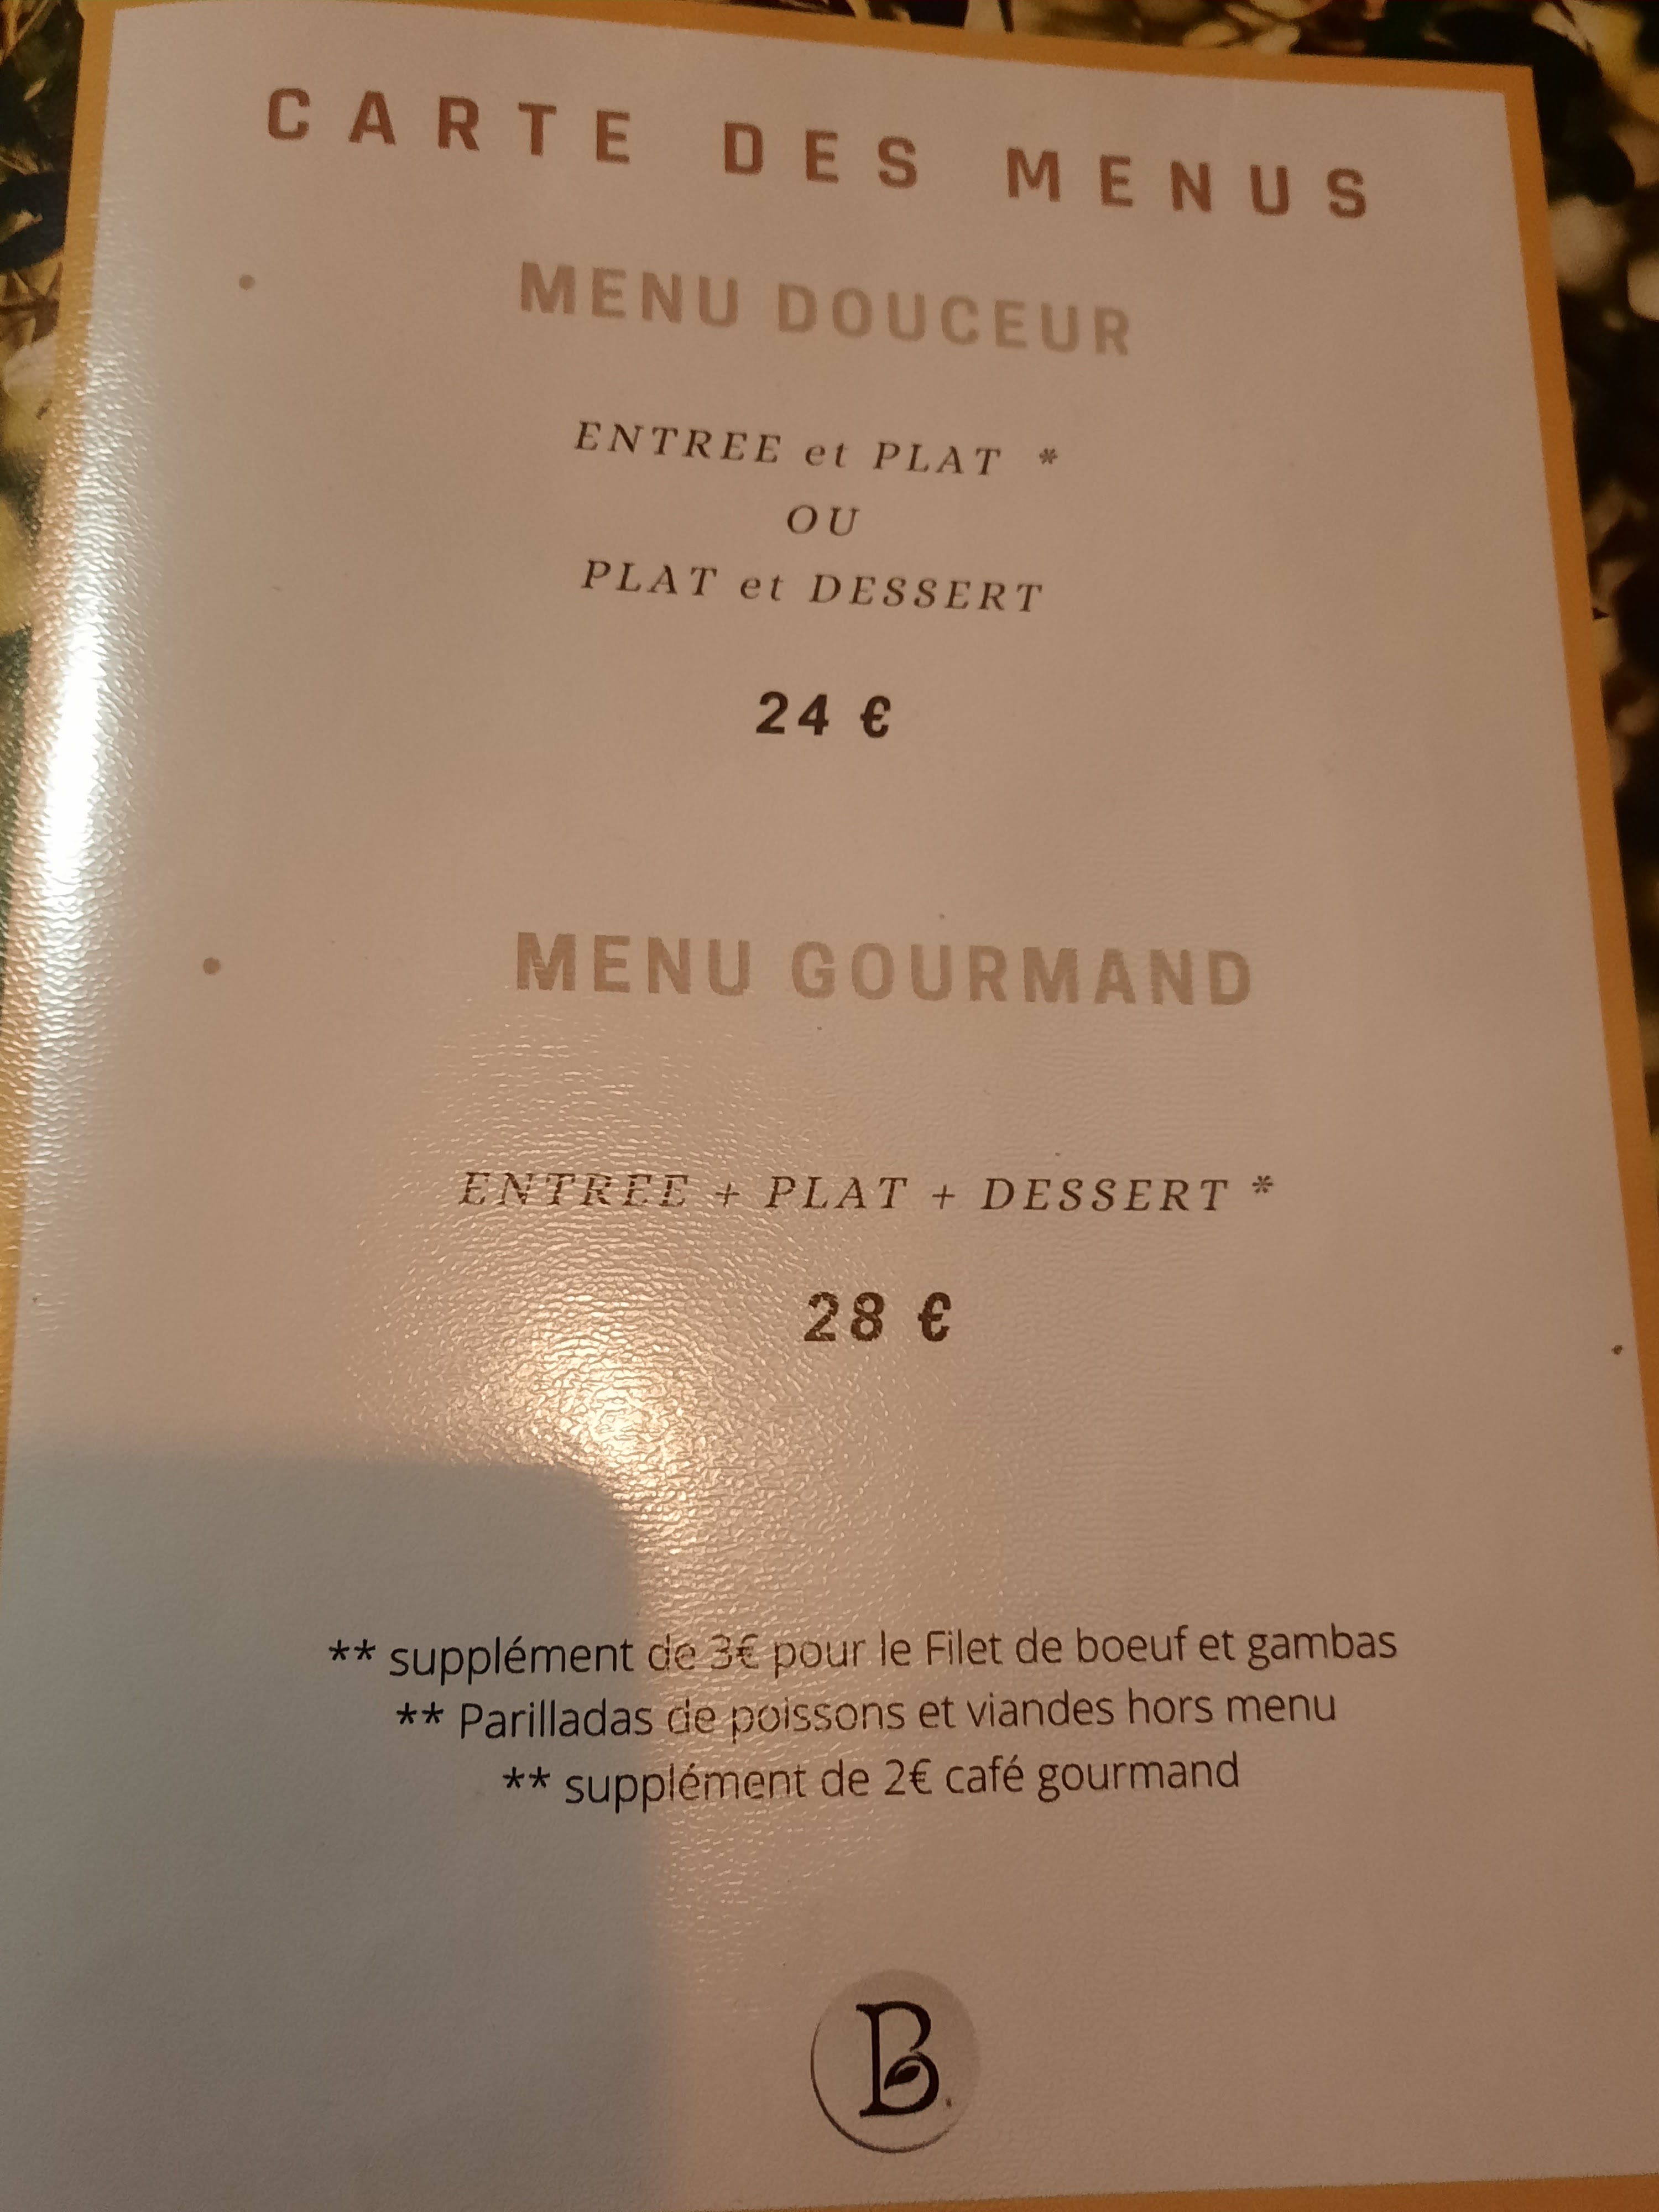 CARTE DES MENUS
• MENU DOUCEUR
ENTREE et PLAT *
OU
PLAT et DESSERT
24 €
• MENU GOURMAND
ENTREE + PLAT + DESSERT *
28 €
** supplément de 3€ pour le Filet de boeuf et gambas
** Parilladas de poissons et viandes hors menu
** supplément de 2€ café gourmand
B